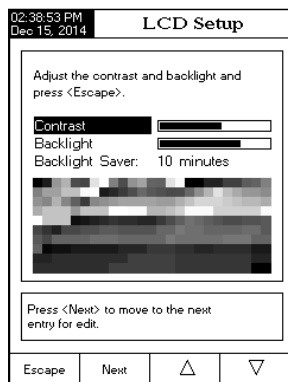 02:38:53 PM
Dec 15, 2014
LCD Setup
Adjust the contrast and backlight and
press <Escape>.
Contrast
Backlight
Backlight Saver: 10 minutes
Press <Next> to move to the next
entry for edit.
Escape Next △ ▽